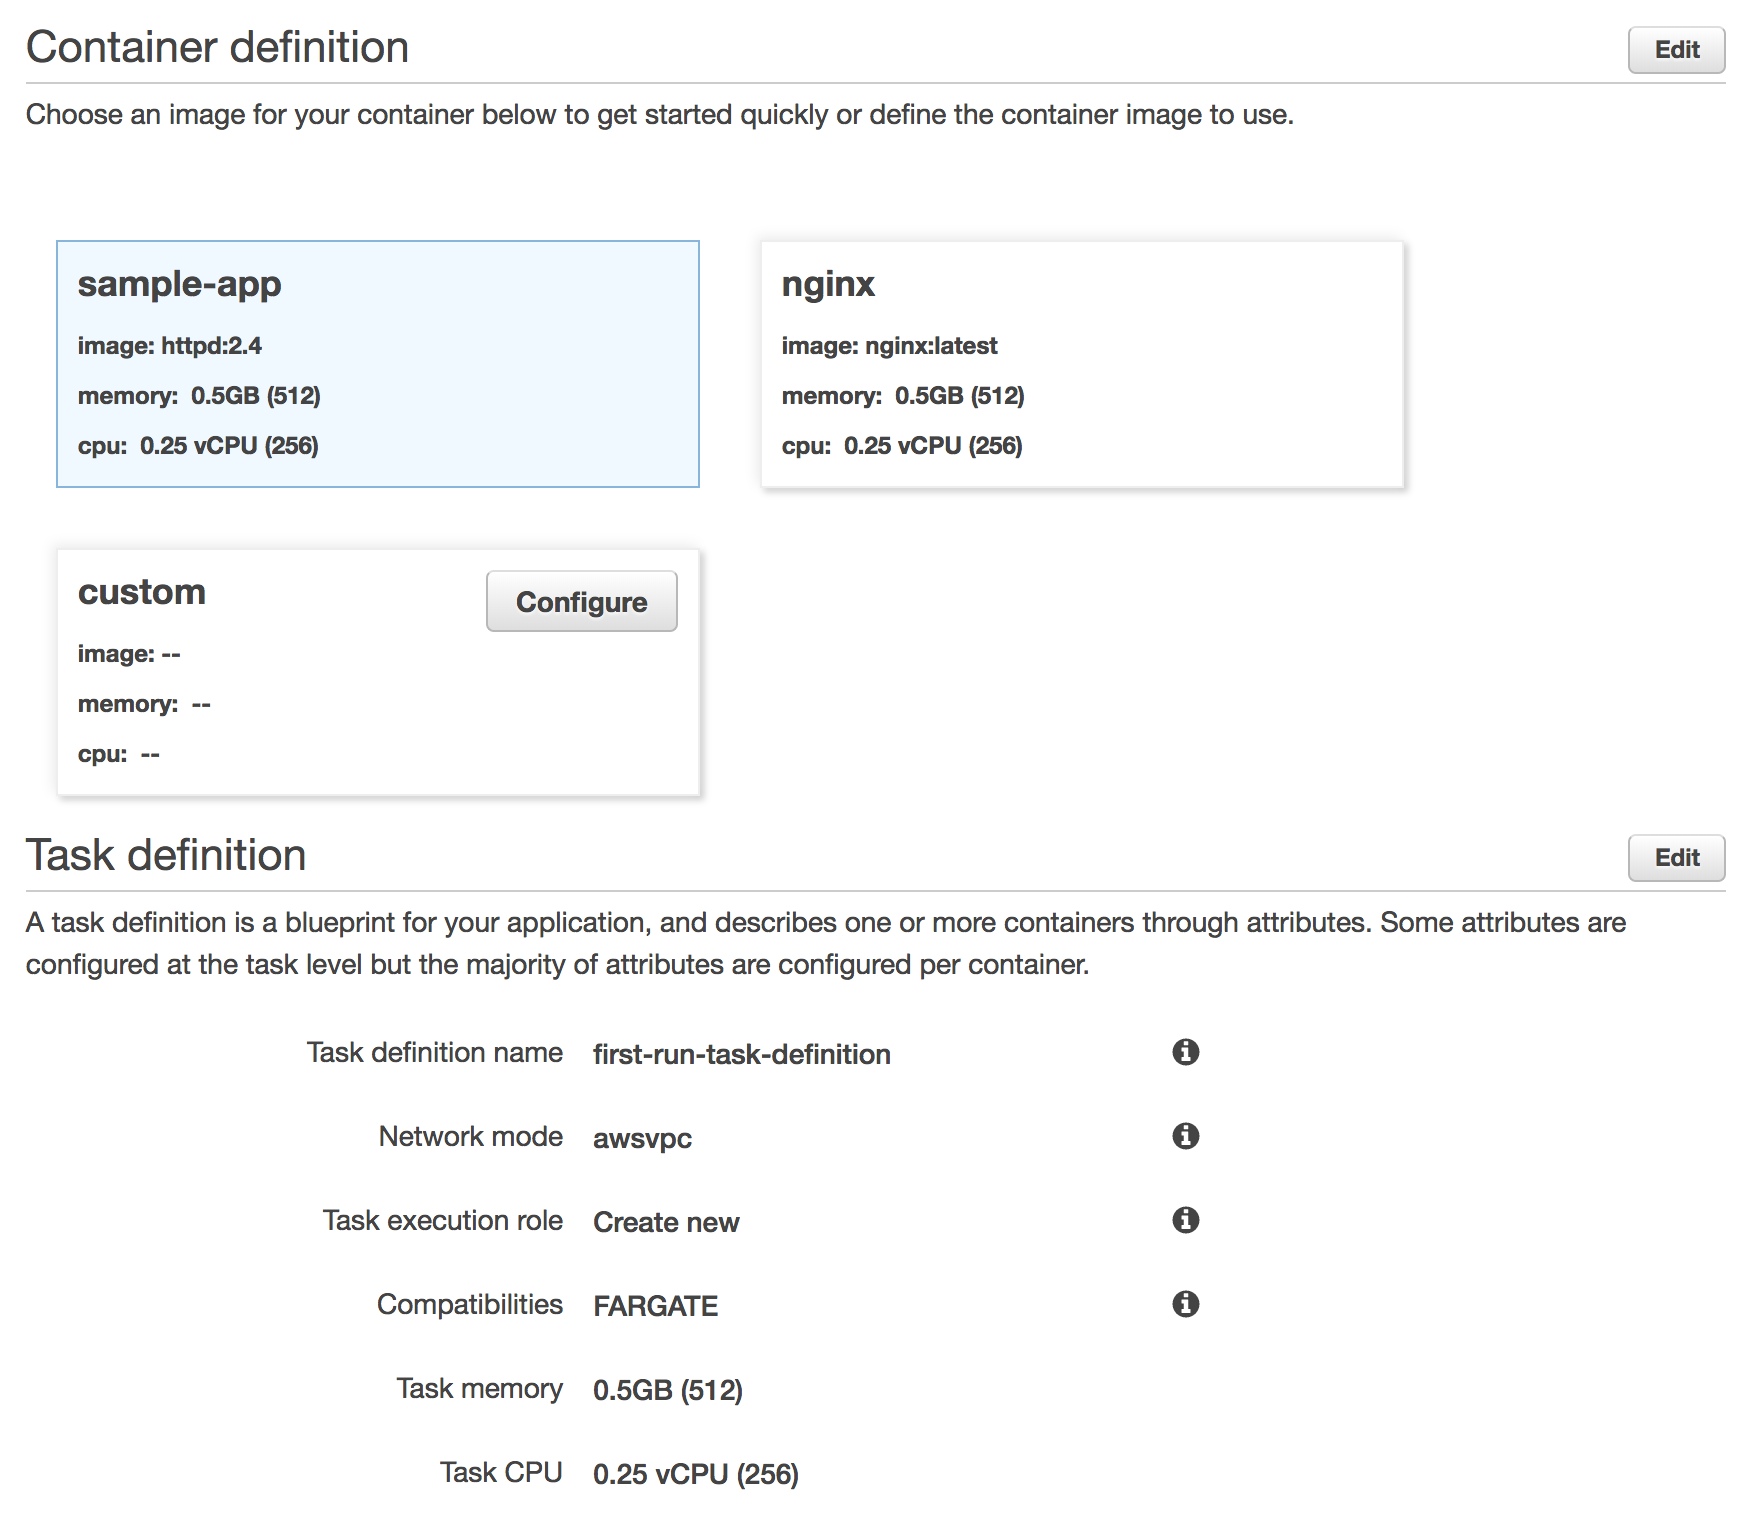 Container definition
Edit
Choose an image for your container below to get started quickly or define the container image to use.
sample-app
image: httpd:2.4
memory: 0.5GB (512)
cpu: 0.25 vCPU (256)
nginx
image: nginx:latest
memory: 0.5GB (512)
cpu: 0.25 vCPU (256)
custom
Configure
image: --
memory: --
cpu: --
Task definition
Edit
A task definition is a blueprint for your application, and describes one or more containers through attributes. Some attributes are
configured at the task level but the majority of attributes are configured per container.
Task definition name first-run-task-definition
Network mode awsvpc
Task execution role Create new
Compatibilities FARGATE
Task memory 0.5GB (512)
Task CPU 0.25 vCPU (256)